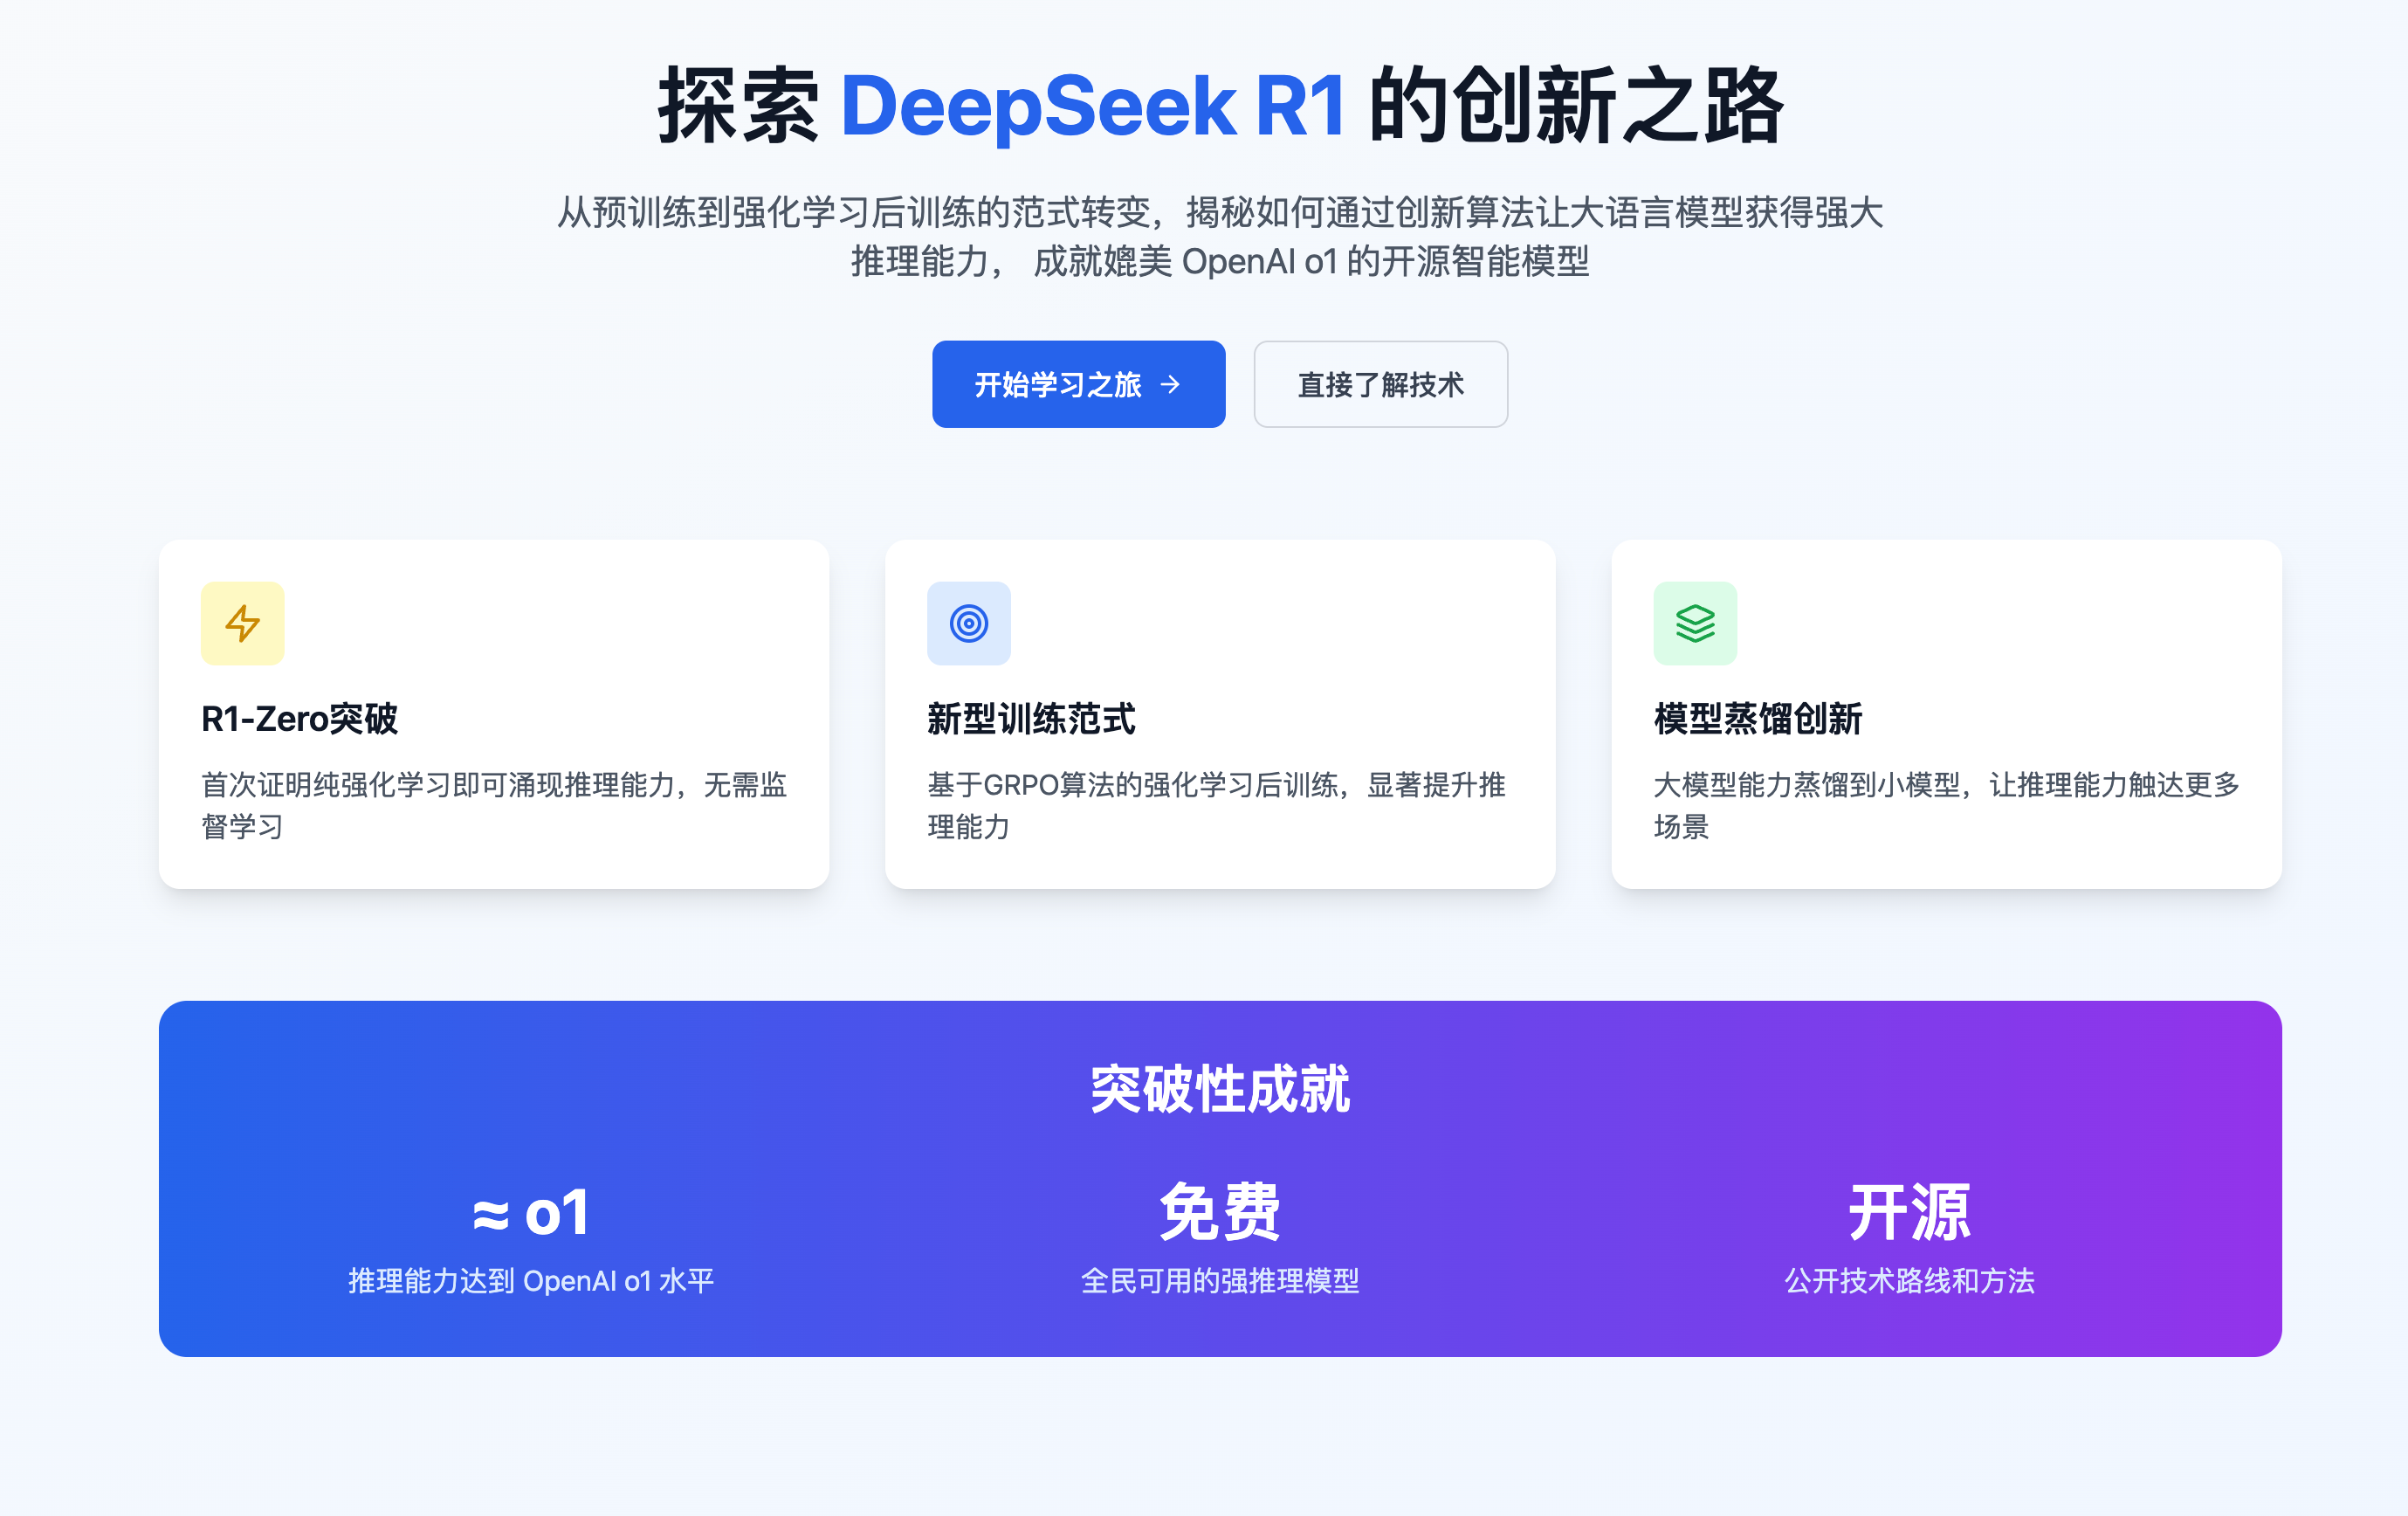 探索 DeepSeek R1 的创新之路
从预训练到强化学习后训练的范式转变，揭秘如何通过创新算法让大语言模型获得强大
推理能力， 成就媲美 OpenAI o1 的开源智能模型
开始学习之旅 →
直接了解技术
R1-Zero突破
首次证明纯强化学习即可涌现推理能力，无需监
督学习
新型训练范式
基于GRPO算法的强化学习后训练，显著提升推
理能力
模型蒸馏创新
大模型能力蒸馏到小模型，让推理能力触达更多
场景
突破性成就
≈ o1
推理能力达到 OpenAI o1 水平
免费
全民可用的强推理模型
开源
公开技术路线和方法